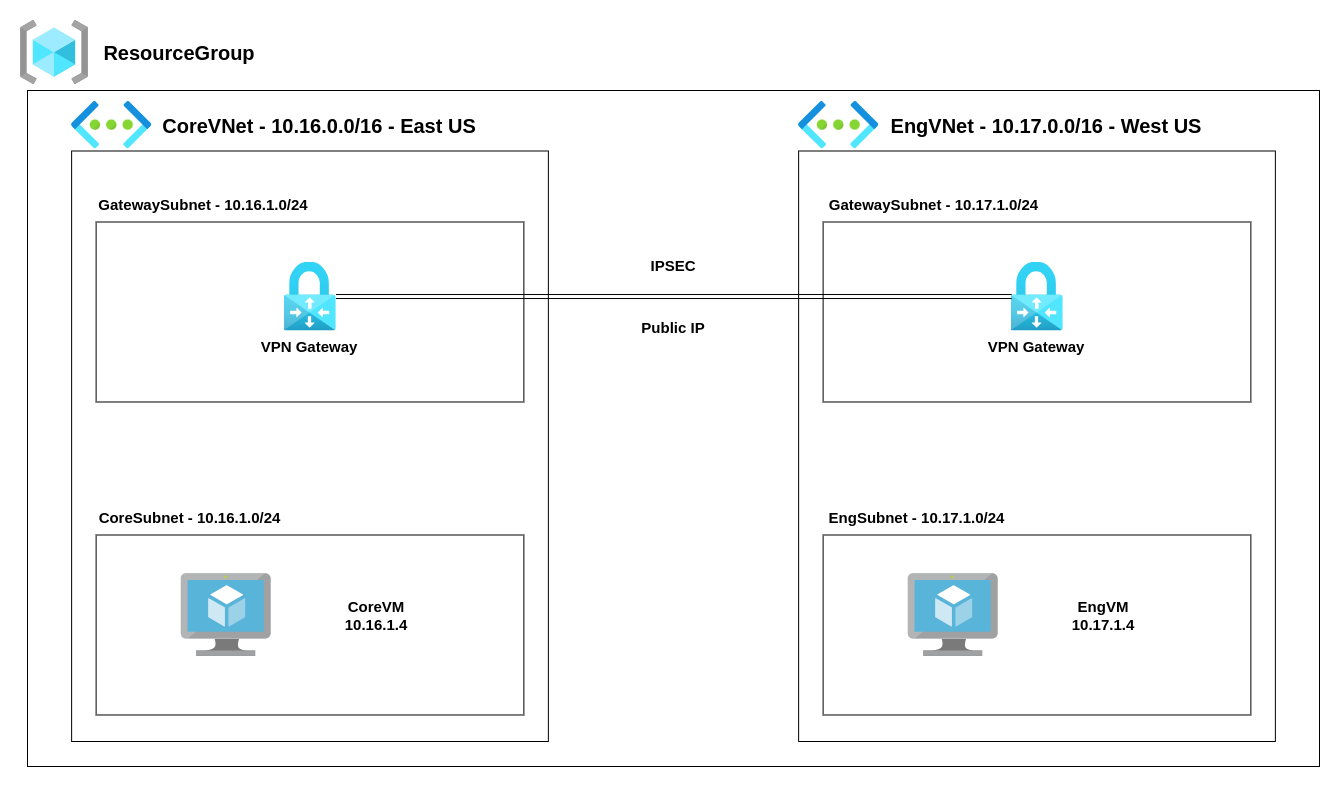 ResourceGroup
CoreVNet - 10.16.0.0/16 - East US
EngVNet - 10.17.0.0/16 - West US
GatewaySubnet - 10.16.1.0/24
GatewaySubnet - 10.17.1.0/24
IPSEC
Public IP
VPN Gateway
VPN Gateway
CoreSubnet - 10.16.1.0/24
EngSubnet - 10.17.1.0/24
CoreVM
10.16.1.4
EngVM
10.17.1.4